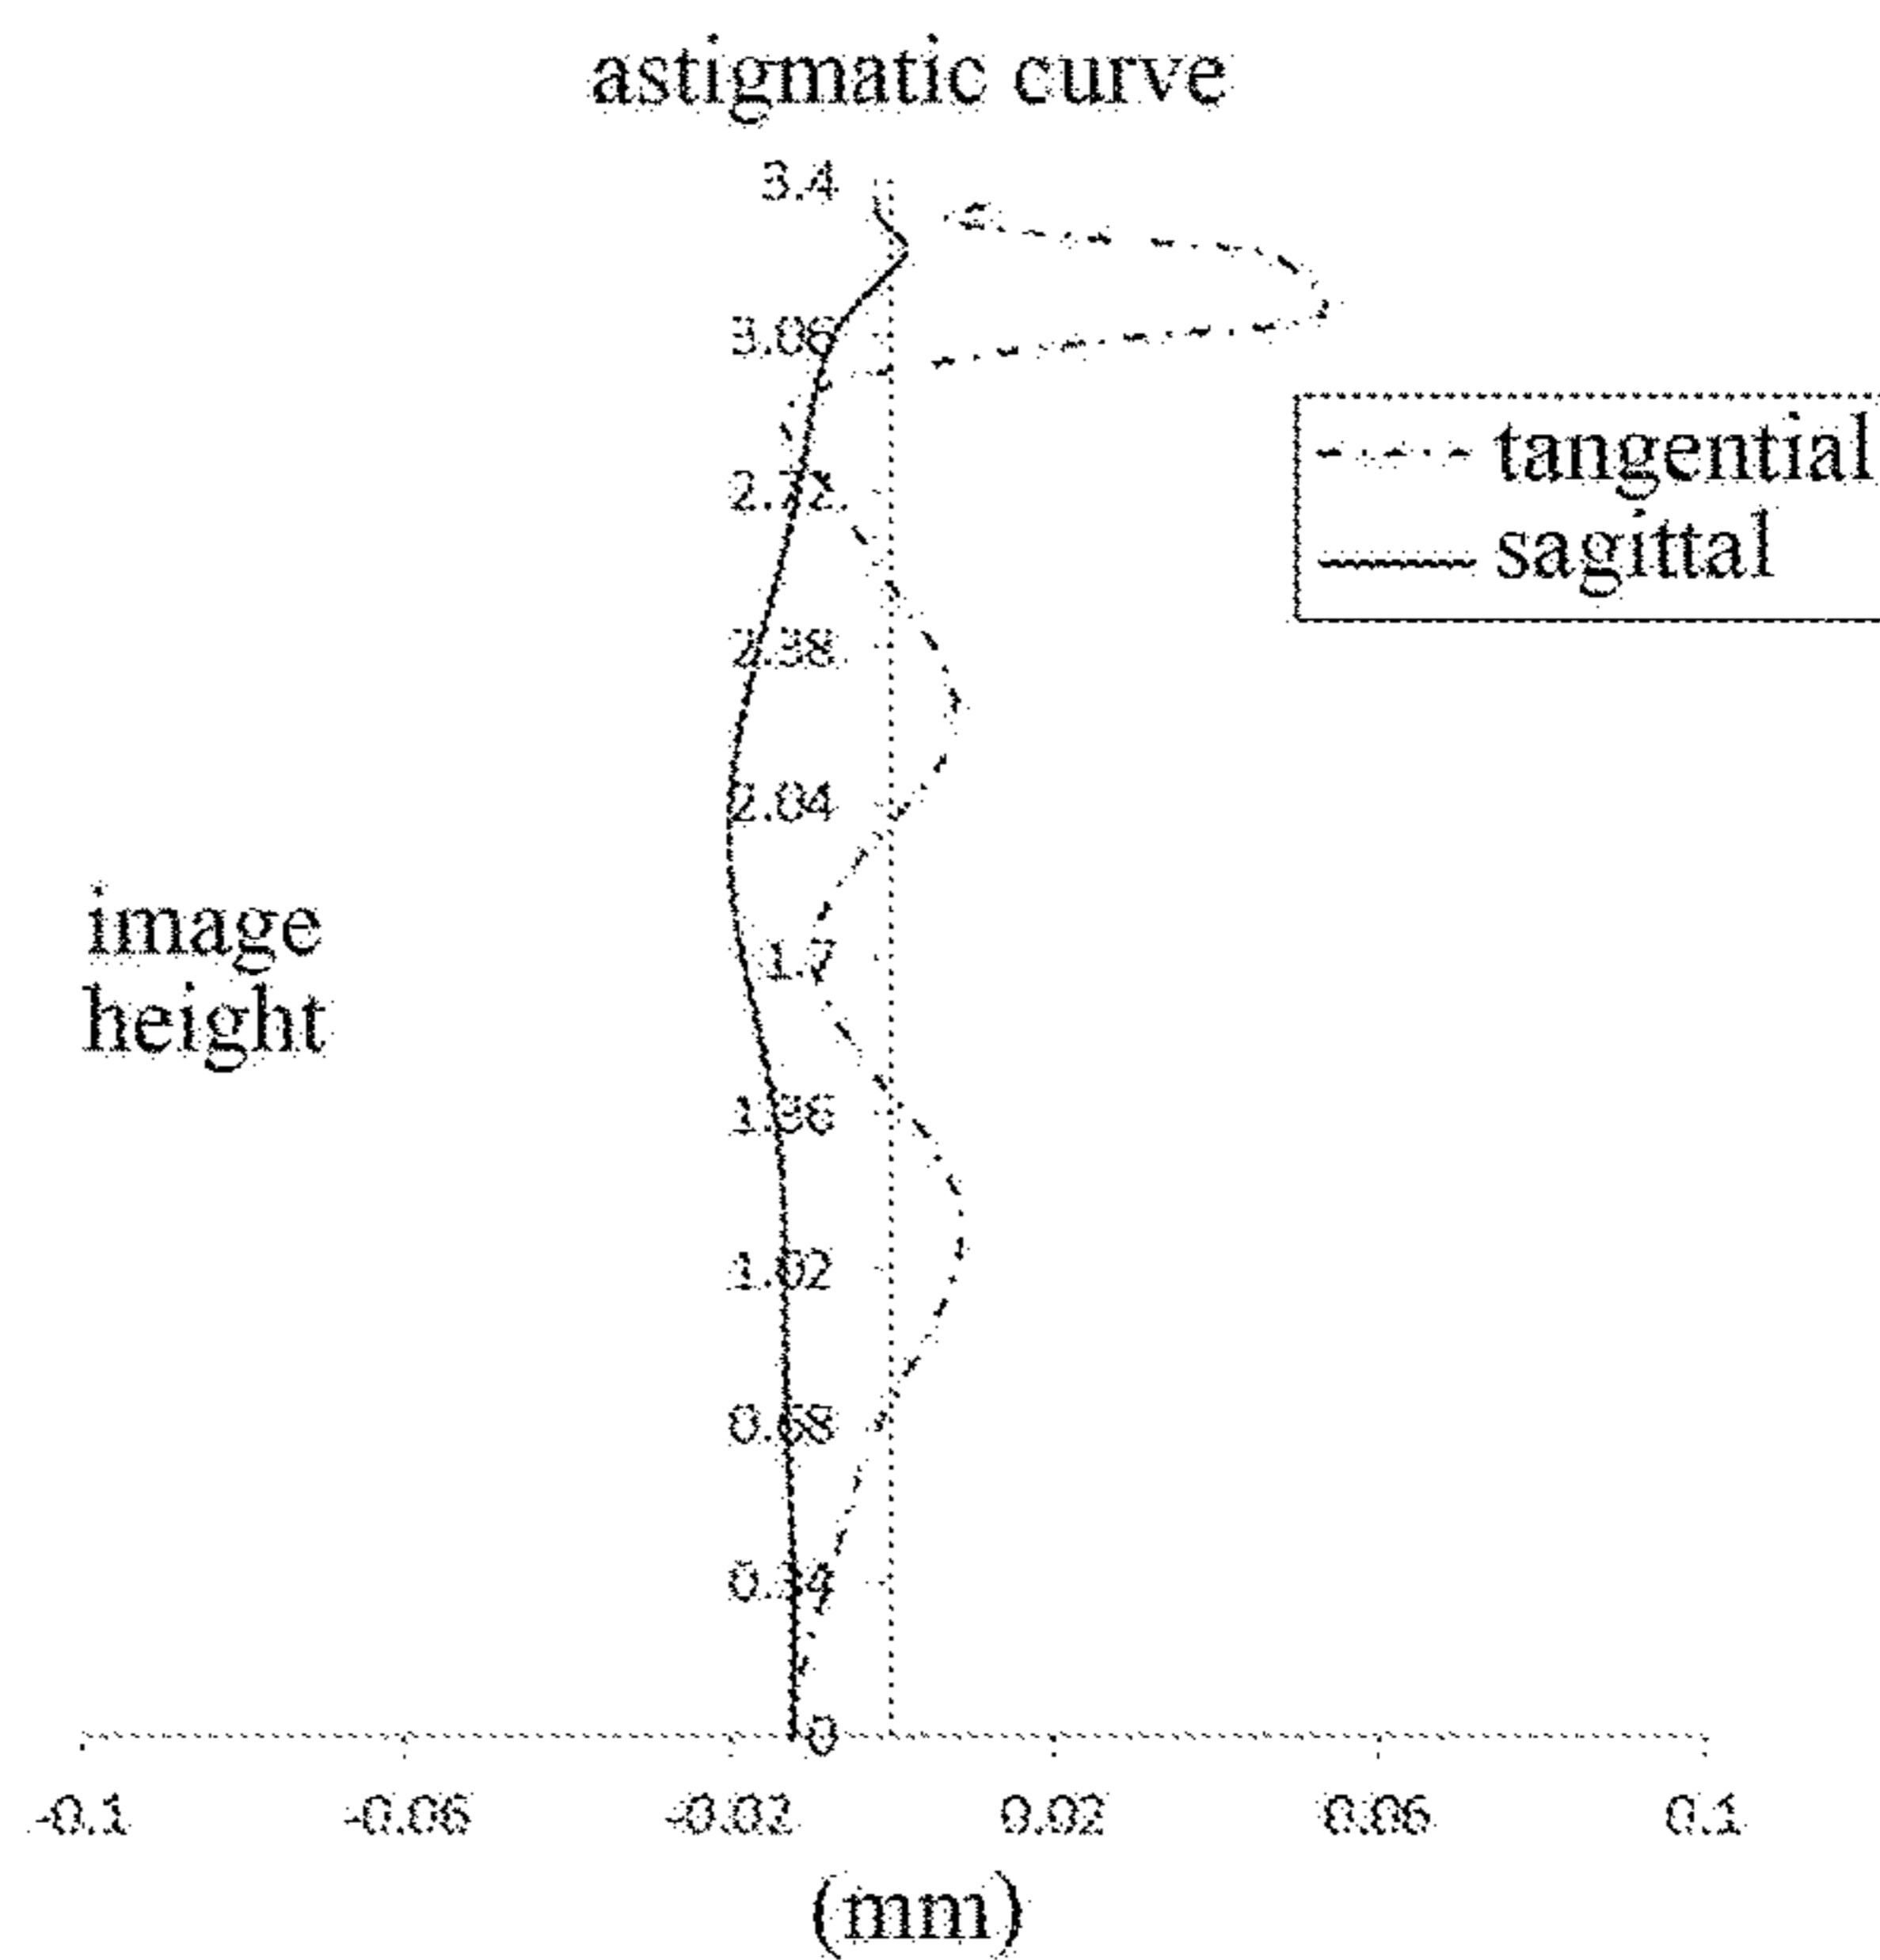 astigmatic curve
3.4
3.06
2.72
2.38
2.04
1.7
1.36
1.02
0.68
0.34
0
image
height
tangential
sagittal
-0.1
-0.06
-0.02
0.02
0.06
0.1
(mm)